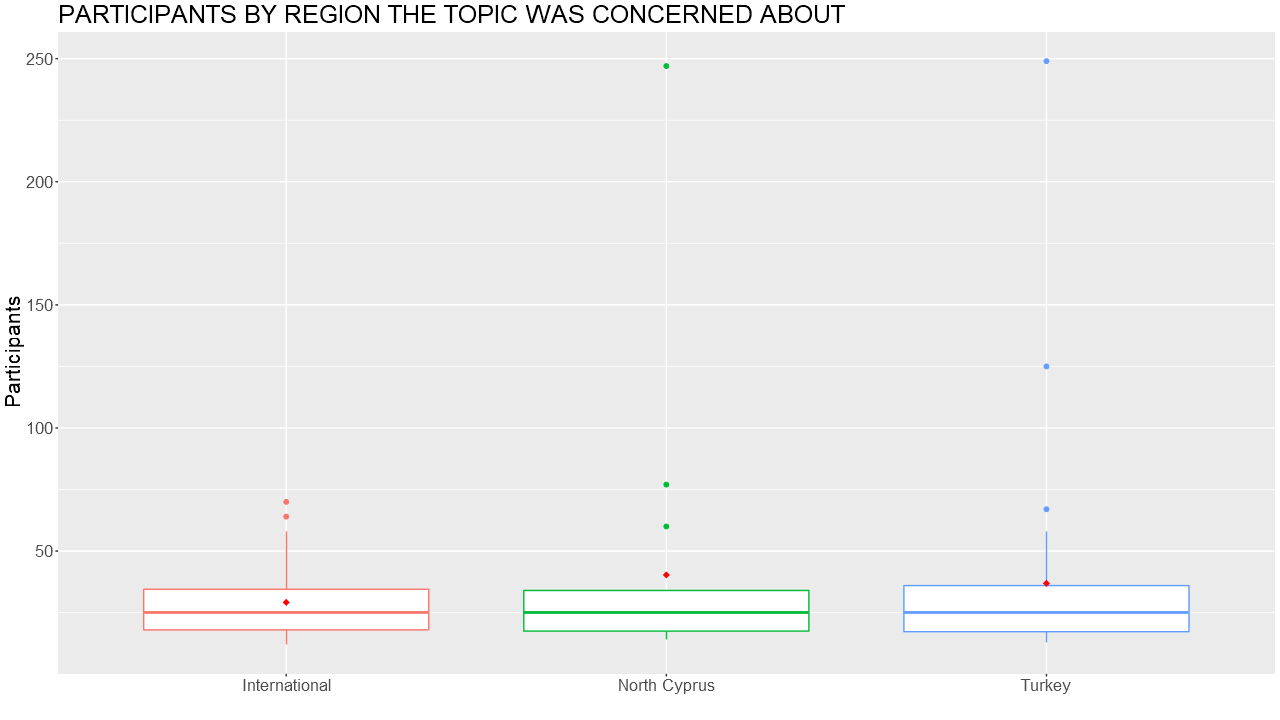 PARTICIPANTS BY REGION THE TOPIC WAS CONCERNED ABOUT
Participants
250
200
150
100
50
International North Cyprus Turkey